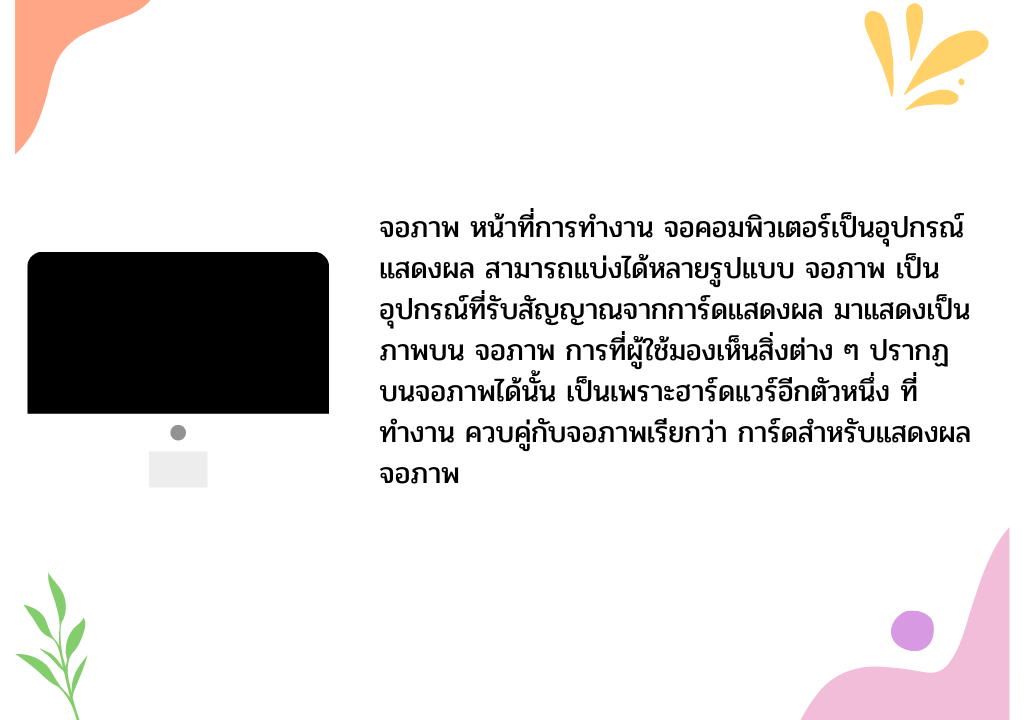 จอภาพ หน้าที่การทำงาน จอคอมพิวเตอร์เป็นอุปกรณ์
แสดงผล สามารถแบ่งได้หลายรูปแบบ จอภาพ เป็น
อุปกรณ์ที่รับสัญญาณจากการ์ดแสดงผล มาแสดงเป็น
ภาพบน จอภาพ การที่ผู้ใช้มองเห็นสิ่งต่าง ๆ ปรากฏ
บนจอภาพได้นั้น เป็นเพราะฮาร์ดแวร์อีกตัวหนึ่ง ที่
ทำงาน ควบคู่กับจอภาพเรียกว่า การ์ดสำหรับแสดงผล
จอภาพ